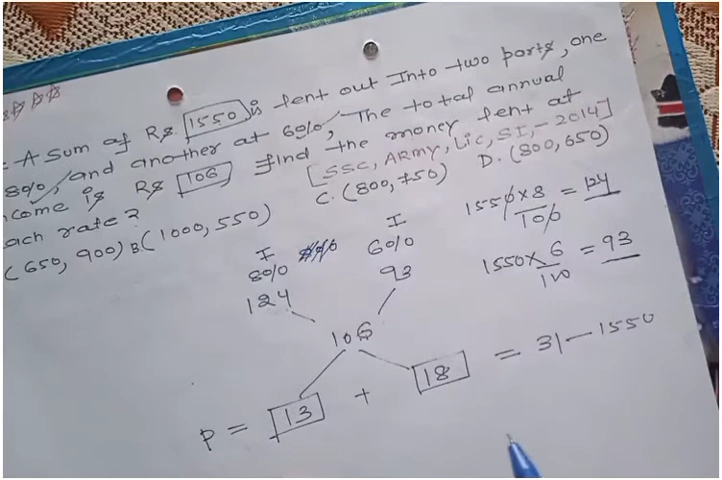 A Sum of Rs. 1550 is lent out Into two parts, one
8%, and another at 6%, The total annual
ncome is Rs 106, find the money lent at
ach rate?
[SSC, ARMY, Lic, SI, - 2014]
(650, 900) B.(1000, 550) C. (800, 750) D. (800, 650)
I I
8% 6%
124 93
106
P = 13 + 18 = 31 — 1550
1550 × 8 / 100 = 124
1550 × 6 / 100 = 93